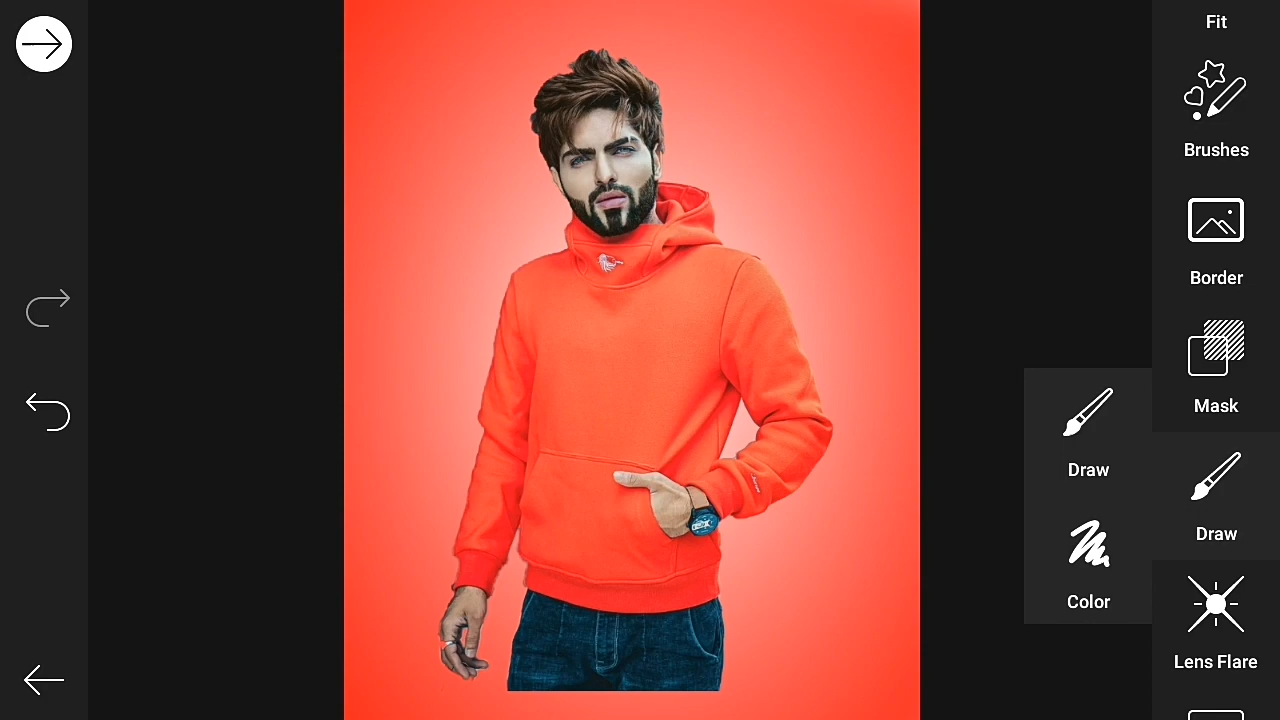 Fit
Brushes
Border
Mask
Draw
Color
Draw
Lens Flare